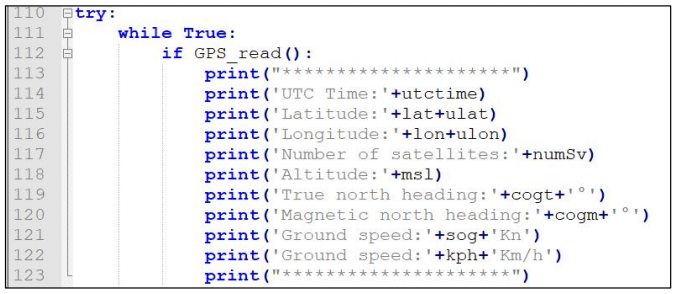 110 try:
111     while True:
112         if GPS_read():
113             print("*********************")
114             print('UTC Time:'+utctime)
115             print('Latitude:'+lat+ulat)
116             print('Longitude:'+lon+ulon)
117             print('Number of satellites:'+numSv)
118             print('Altitude:'+msl)
119             print('True north heading:'+cogt+'°')
120             print('Magnetic north heading:'+cogm+'°')
121             print('Ground speed:'+sog+'Kn')
122             print('Ground speed:'+kph+'Km/h')
123             print("*********************")